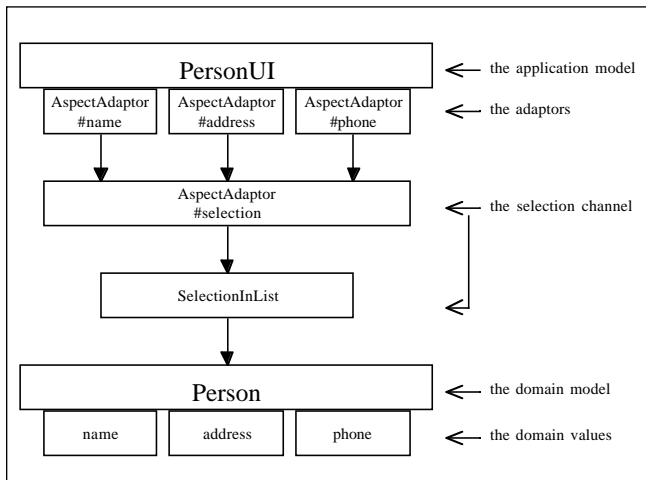 PersonUI
the application model
AspectAdaptor
#name
AspectAdaptor
#address
AspectAdaptor
#phone
the adaptors
AspectAdaptor
#selection
the selection channel
SelectionInList
Person
the domain model
name
address
phone
the domain values